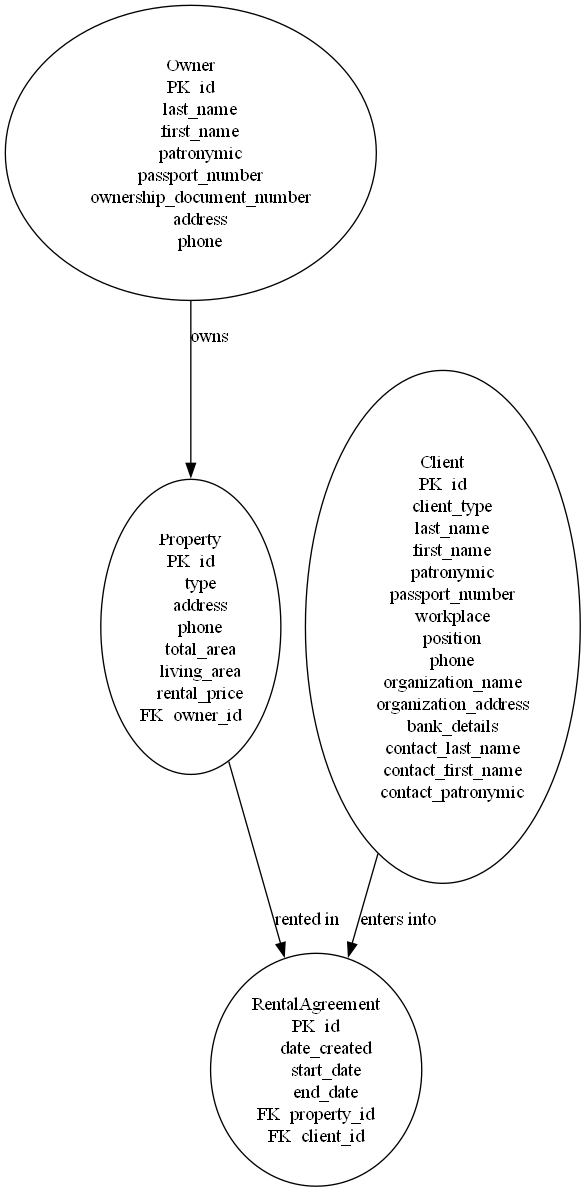 Owner
PK id
last_name
first_name
patronymic
passport_number
ownership_document_number
address
phone
owns
Property
PK id
type
address
phone
total_area
living_area
rental_price
FK owner_id
Client
PK id
client_type
last_name
first_name
patronymic
passport_number
workplace
position
phone
organization_name
organization_address
bank_details
contact_last_name
contact_first_name
contact_patronymic
rented in
enters into
RentalAgreement
PK id
date_created
start_date
end_date
FK property_id
FK client_id